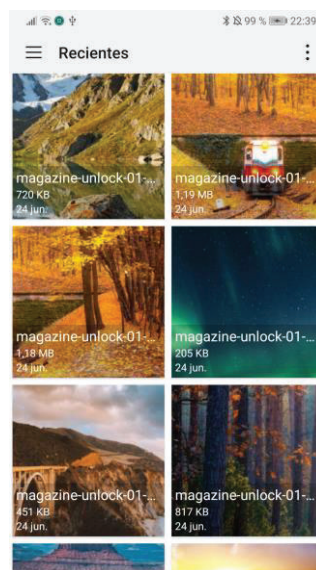 99 % 22:39
Recientes
magazine-unlock-01-...
720 KB
24 jun.
magazine-unlock-01-...
1,19 MB
24 jun.
magazine-unlock-01-...
1,18 MB
24 jun.
magazine-unlock-01-...
205 KB
24 jun.
magazine-unlock-01-...
451 KB
24 jun.
magazine-unlock-01-...
817 KB
24 jun.